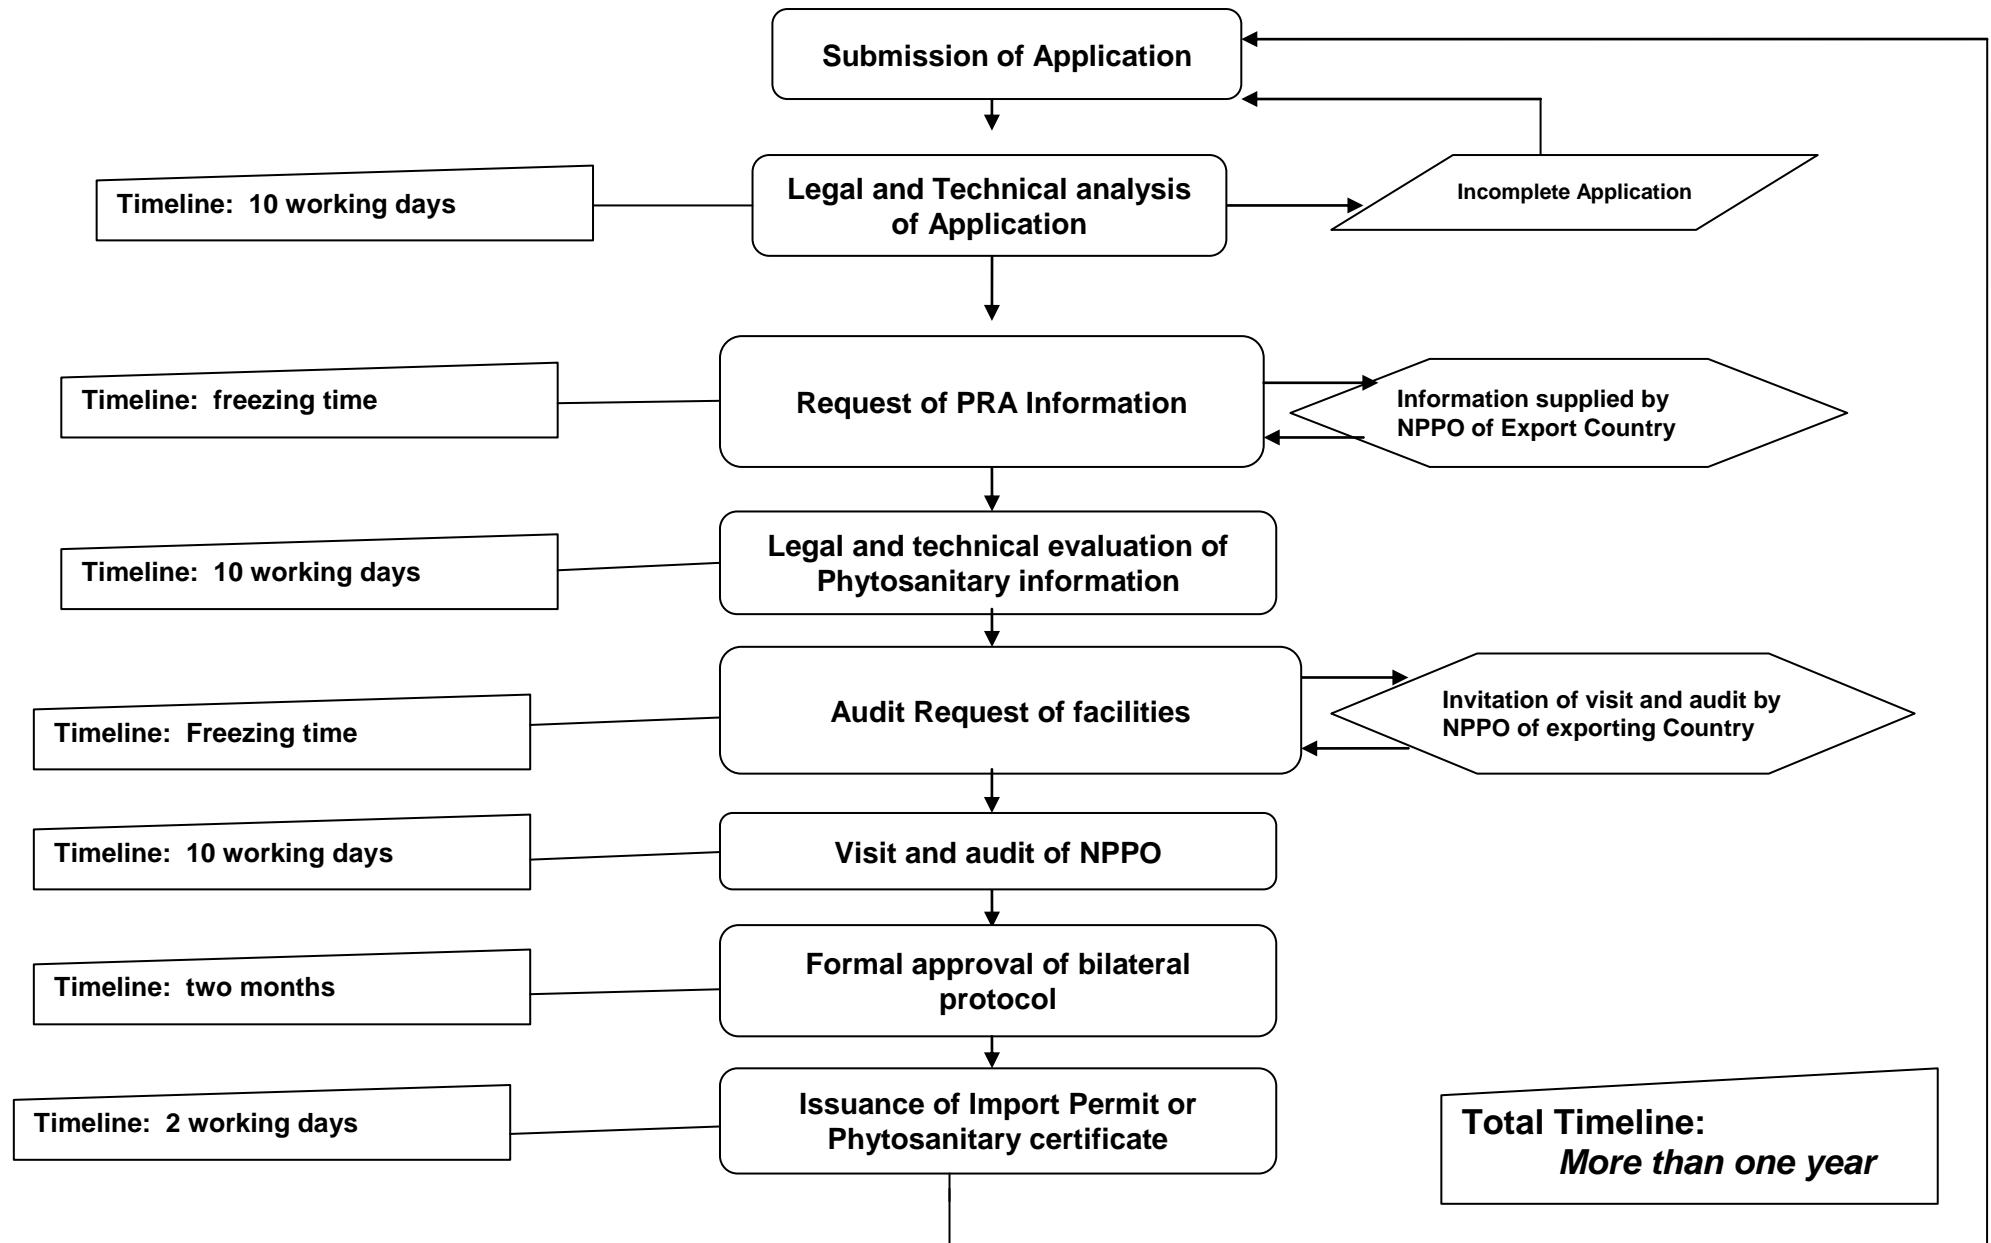 Submission of Application
Timeline: 10 working days
Legal and Technical analysis
of Application
Incomplete Application
Timeline: freezing time
Request of PRA Information
Information supplied by
NPPO of Export Country
Timeline: 10 working days
Legal and technical evaluation of
Phytosanitary information
Timeline: Freezing time
Audit Request of facilities
Invitation of visit and audit by
NPPO of exporting Country
Timeline: 10 working days
Visit and audit of NPPO
Timeline: two months
Formal approval of bilateral
protocol
Timeline: 2 working days
Issuance of Import Permit or
Phytosanitary certificate
Total Timeline:
More than one year